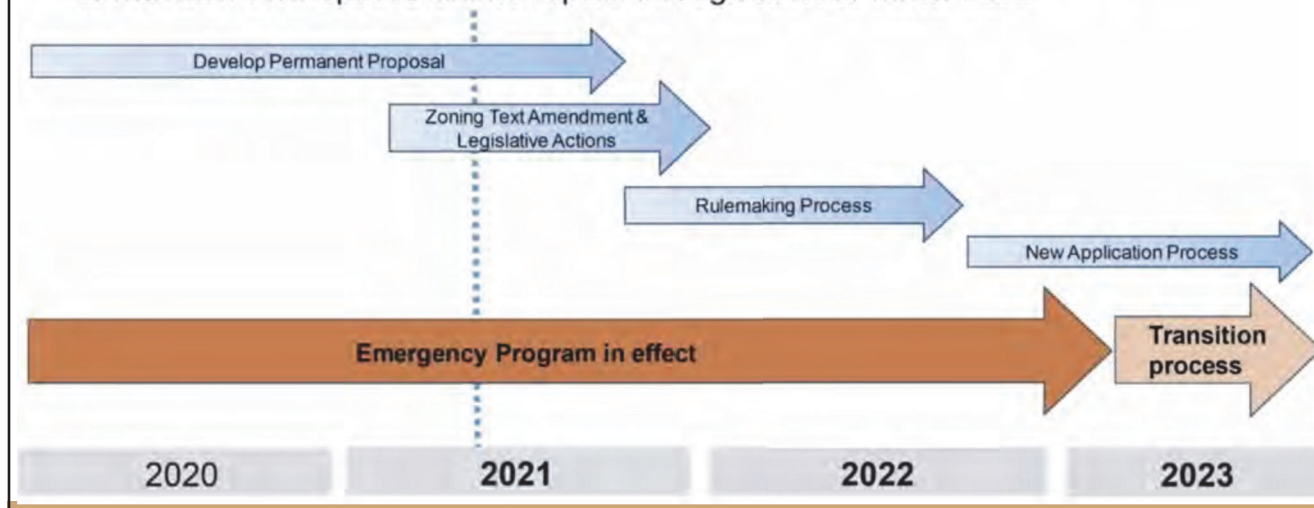 Develop Permanent Proposal
Zoning Text Amendment &
Legislative Actions
Rulemaking Process
New Application Process
Emergency Program in effect
Transition
process
2020
2021
2022
2023